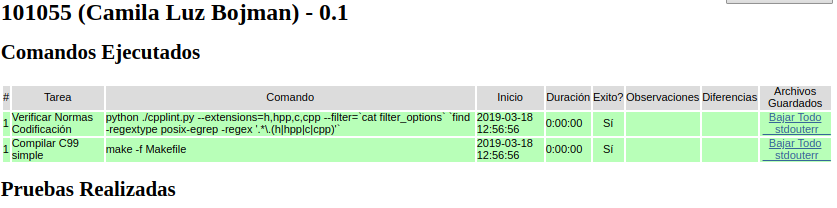 101055 (Camila Luz Bojman) - 0.1
Comandos Ejecutados
# Tarea Comando Inicio Duración Exito? Observaciones Diferencias Archivos Guardados
1 Verificar Normas Codificación python ./cpplint.py --extensions=h,hpp,c,cpp --filter=`cat filter_options` `find -regextype posix-egrep -regex '.*\.(h|hpp|c|cpp)'` 2019-03-18 12:56:56 0:00:00 Sí Bajar Todo stdouterr
1 Compilar C99 simple make -f Makefile 2019-03-18 12:56:56 0:00:00 Sí Bajar Todo stdouterr
Pruebas Realizadas